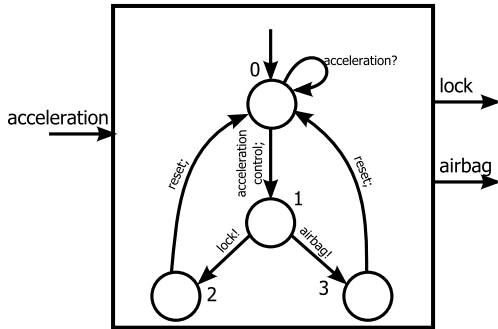 0
acceleration?
lock
acceleration
airbag
reset;
acceleration
control;
reset;
1
lock!
airbag!
2
3